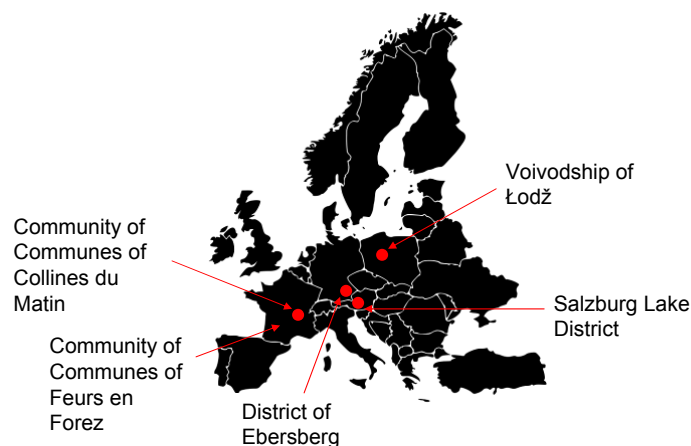 Voivodship of
Łodž
Community of
Communes of
Collines du
Matin
Salzburg Lake
District
Community of
Communes of
Feurs en
Forez
District of
Ebersberg